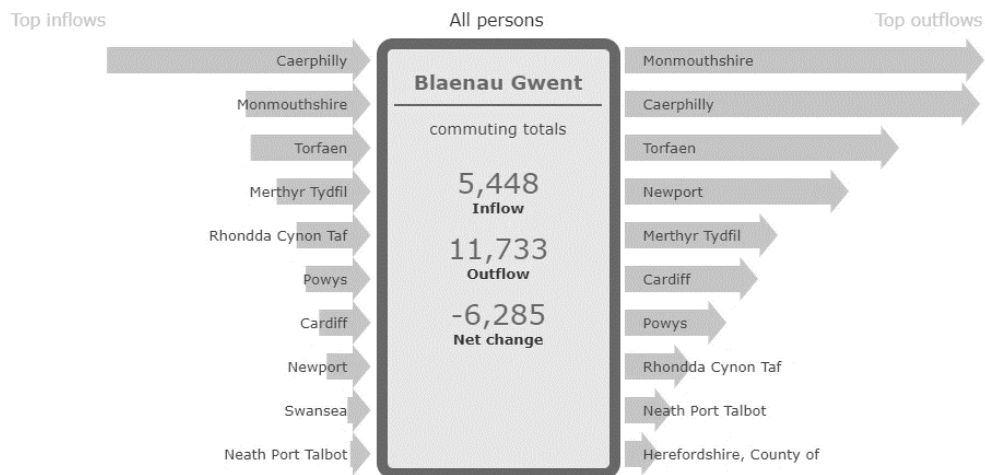 Top inflows
All persons
Top outflows
Caerphilly
Monmouthshire
Torfaen
Merthyr Tydfil
Rhondda Cynon Taf
Powys
Cardiff
Newport
Swansea
Neath Port Talbot
Blaenau Gwent
commuting totals
5,448
Inflow
11,733
Outflow
-6,285
Net change
Monmouthshire
Caerphilly
Torfaen
Newport
Merthyr Tydfil
Cardiff
Powys
Rhondda Cynon Taf
Neath Port Talbot
Herefordshire, County of